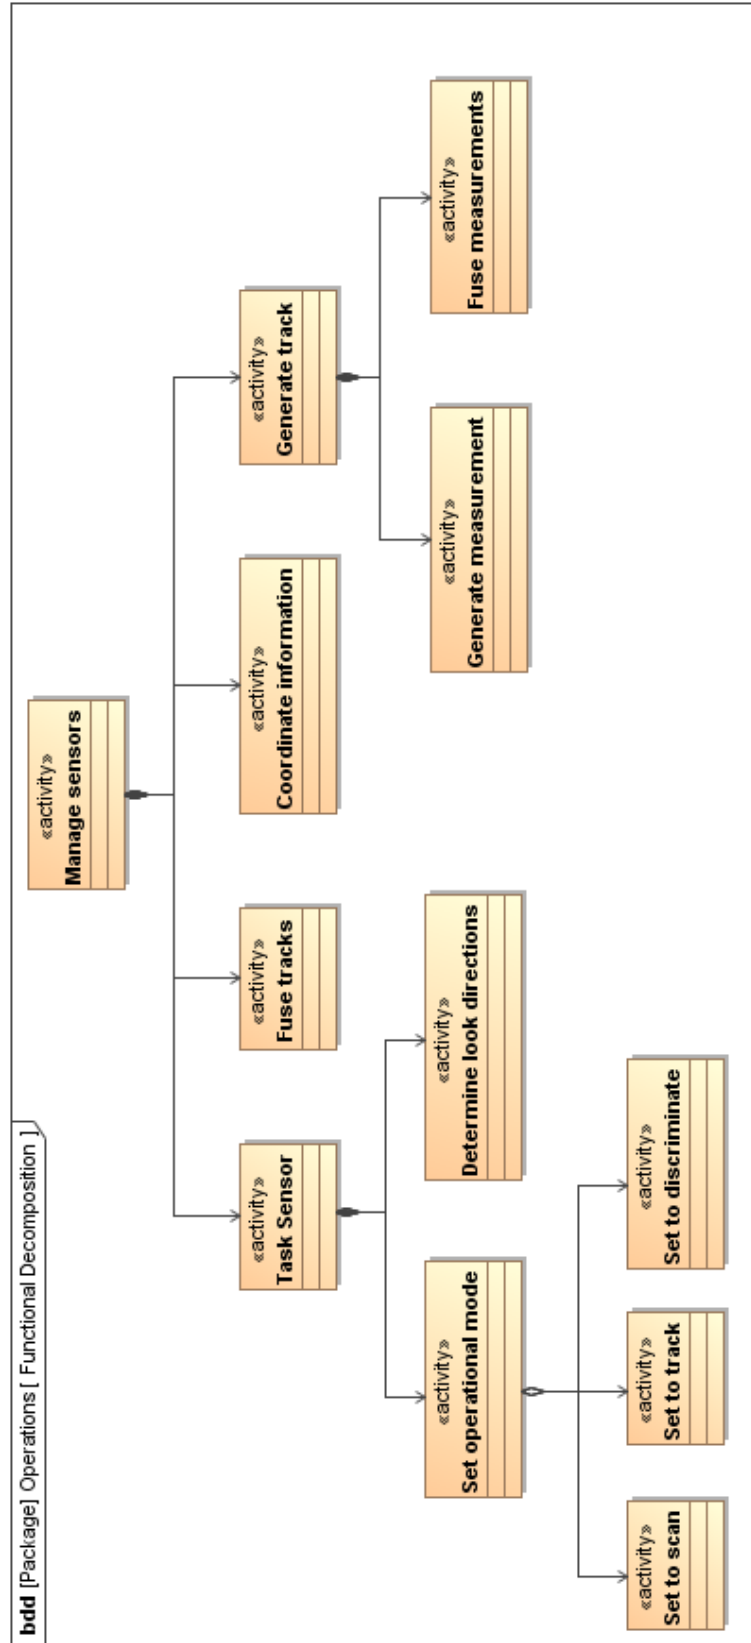 bdd [Package] Operations [ Functional Decomposition ]
«activity»
Manage sensors
«activity»
Task Sensor
«activity»
Fuse tracks
«activity»
Coordinate information
«activity»
Generate track
«activity»
Set operational mode
«activity»
Determine look directions
«activity»
Generate measurement
«activity»
Fuse measurements
«activity»
Set to scan
«activity»
Set to track
«activity»
Set to discriminate